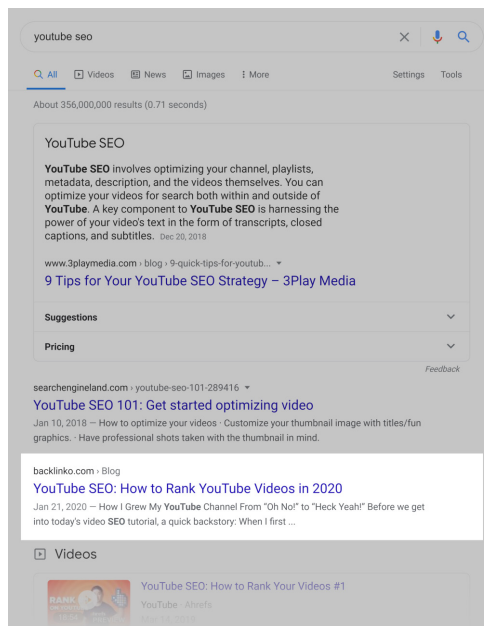 youtube seo
All Videos News Images More Settings Tools
About 356,000,000 results (0.71 seconds)
YouTube SEO
YouTube SEO involves optimizing your channel, playlists,
metadata, description, and the videos themselves. You can
optimize your videos for search both within and outside of
YouTube. A key component to YouTube SEO is harnessing the
power of your video's text in the form of transcripts, closed
captions, and subtitles. Dec 20, 2018
www.3playmedia.com › blog › 9-quick-tips-for-youtub...
9 Tips for Your YouTube SEO Strategy – 3Play Media
Suggestions
Pricing
Feedback
searchengineland.com › youtube-seo-101-289416
YouTube SEO 101: Get started optimizing video
Jan 10, 2018 — How to optimize your videos · Customize your thumbnail image with titles/fun
graphics. · Have professional shots taken with the thumbnail in mind.
backlinko.com › Blog
YouTube SEO: How to Rank YouTube Videos in 2020
Jan 21, 2020 — How I Grew My YouTube Channel From “Oh No!” to “Heck Yeah!” Before we get
into today's video SEO tutorial, a quick backstory: When I first ...
Videos
YouTube SEO: How to Rank Your Videos #1
YouTube · Ahrefs